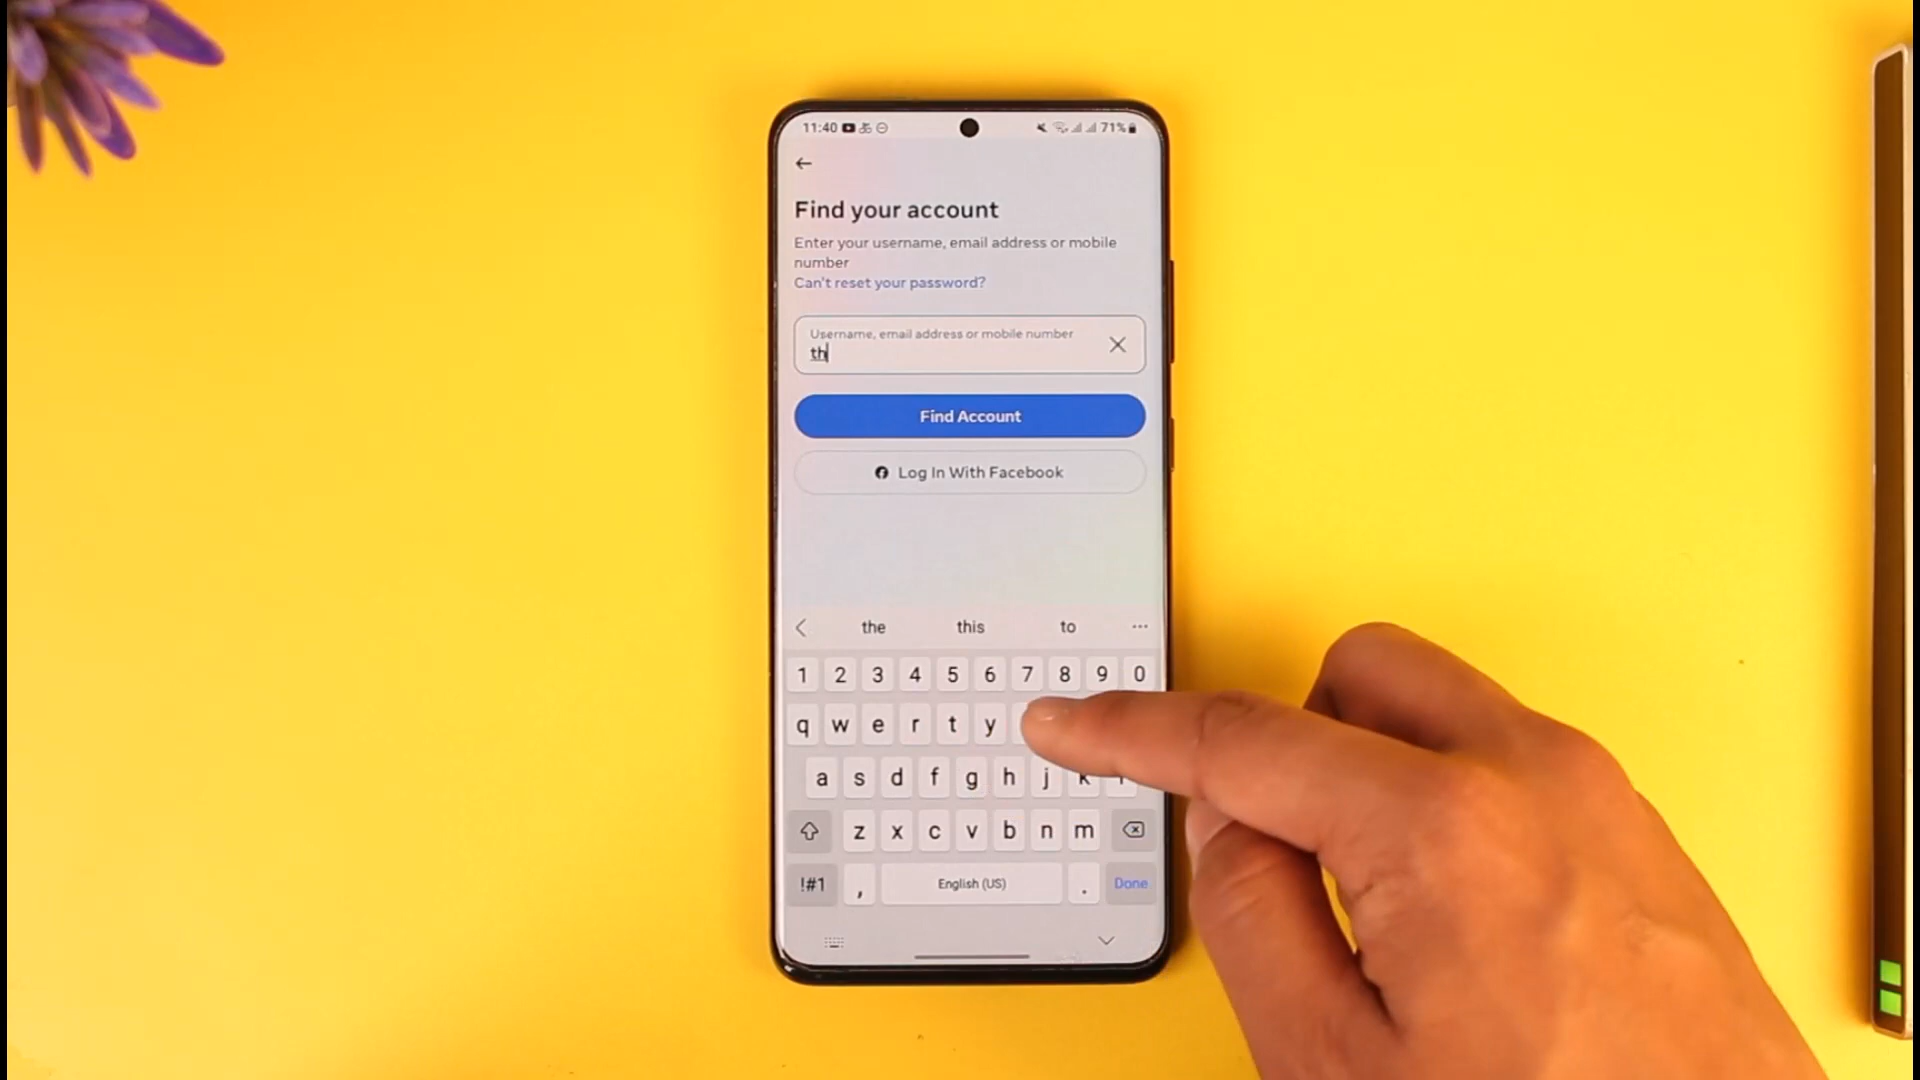 11:40 71%
Find your account
Enter your username, email address or mobile
number
Can't reset your password?
Username, email address or mobile number
th
Find Account
Log In With Facebook
the this to
1 2 3 4 5 6 7 8 9 0
q w e r t y
a s d f g h j k
z x c v b n m
!#1 , English (US) . Done